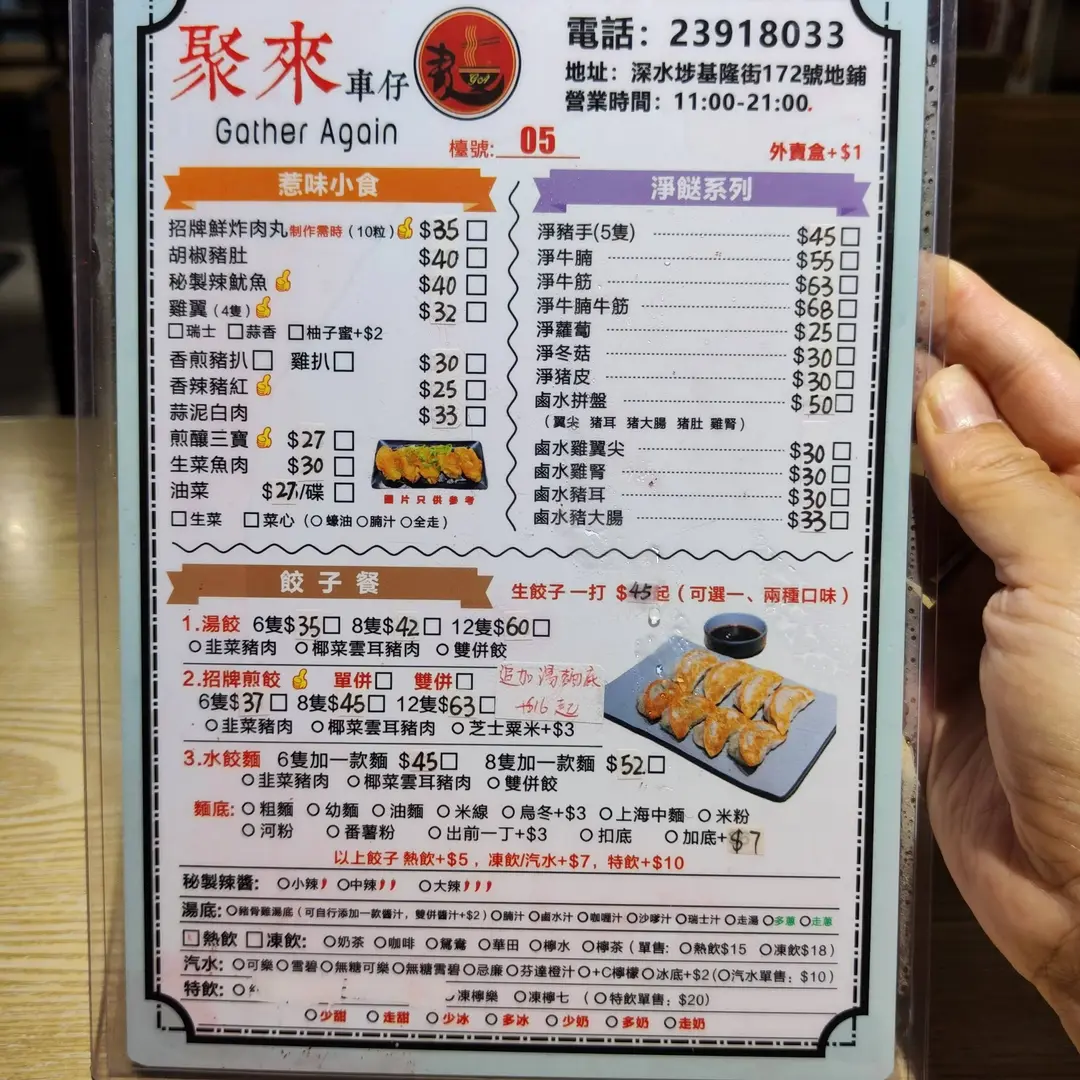 聚來車仔麵
Gather Again
電話：23918033
地址：深水埗基隆街172號地鋪
營業時間：11:00-21:00.
檯號: 05
外賣盒+$1
惹味小食
招牌鮮炸肉丸制作需時（10粒） $35
胡椒豬肚 $40
秘製辣魷魚 $40
雞翼（4隻） $32
瑞士 蒜香 柚子蜜+$2
香煎豬扒 雞扒 $30
香辣豬紅 $25
蒜泥白肉 $33
煎釀三寶 $27
生菜魚肉 $30
油菜 $27/碟
圖片只供參考
生菜 菜心（蠔油 腩汁 全走）
淨餸系列
淨豬手(5隻) $45
淨牛腩 $55
淨牛筋 $63
淨牛腩牛筋 $68
淨蘿蔔 $25
淨冬菇 $30
淨豬皮 $30
鹵水拼盤 $50
（翼尖 豬耳 豬大腸 豬肚 雞腎）
鹵水雞翼尖 $30
鹵水雞腎 $30
鹵水豬耳 $30
鹵水豬大腸 $33
餃子餐
生餃子一打 $45起（可選一、兩種口味）
1.湯餃 6隻$35 8隻$42 12隻$60
韭菜豬肉 椰菜雲耳豬肉 雙併餃
2.招牌煎餃 單併 雙併
追加湯麵底
+$16起
6隻$37 8隻$45 12隻$63
韭菜豬肉 椰菜雲耳豬肉 芝士粟米+$3
3.水餃麵 6隻加一款麵 $45 8隻加一款麵 $52
韭菜豬肉 椰菜雲耳豬肉 雙併餃
麵底: 粗麵 幼麵 油麵 米線 烏冬+$3 上海中麵 米粉
河粉 番薯粉 出前一丁+$3 扣底 加底+$7
以上餃子 熱飲+$5，凍飲/汽水+$7，特飲+$10
秘製辣醬： 小辣 中辣 大辣
湯底: 豬骨雞湯底（可自行添加一款醬汁，雙併醬汁+$2） 腩汁 鹵水汁 咖喱汁 沙嗲汁 瑞士汁 走湯 多蔥 走蔥
熱飲 凍飲: 奶茶 咖啡 鴛鴦 華田 檸水 檸茶（單售: 熱飲$15 凍飲$18）
汽水: 可樂 雪碧 無糖可樂 無糖雪碧 忌廉 芬達橙汁 +C檸檬 冰底+$2(汽水單售: $10)
特飲: 凍檸樂 凍檸七 （特飲單售: $20）
少甜 走甜 少冰 多冰 少奶 多奶 走奶